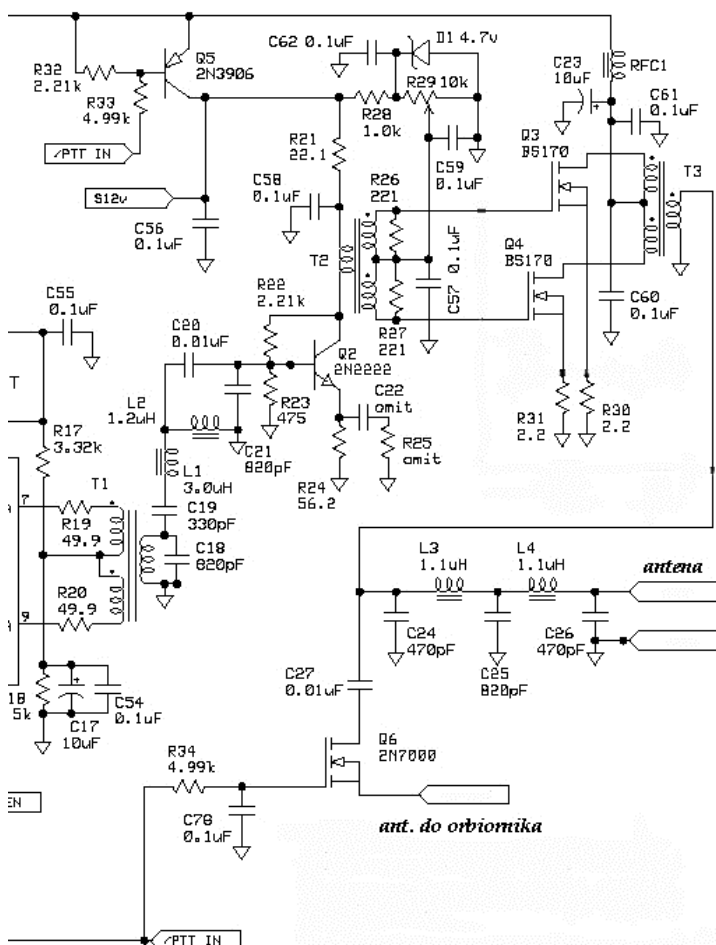 C62 0.1uF
D1 4.7v
Q5
2N3906
R32
2.21k
R33
4.99k
/PTT IN
S12v
C56
0.1uF
R29 10k
R28
1.0k
R21
22.1
C23
10uF
RFC1
C61
0.1uF
Q3
BS170
T3
C59
0.1uF
R26
221
C58
0.1uF
T2
0.1uF
C57
Q4
BS170
C60
0.1uF
R27
221
R22
2.21k
C55
0.1uF
C20
0.01uF
Q2
2N2222
T
L2
1.2uH
R23
475
C22
omit
R25
omit
R31
2.2
R30
2.2
R17
3.32k
C21
820pF
L1
3.0uH
R24
56.2
7
T1
C19
330pF
R19
49.9
C18
820pF
R20
49.9
9
L3
1.1uH
L4
1.1uH
antena
C24
470pF
C25
820pF
C26
470pF
C27
0.01uF
18
5k
C17
10uF
C54
0.1uF
R34
4.99k
Q6
2N7000
EN
C78
0.1uF
ant. do orbiornika
/PTT IN